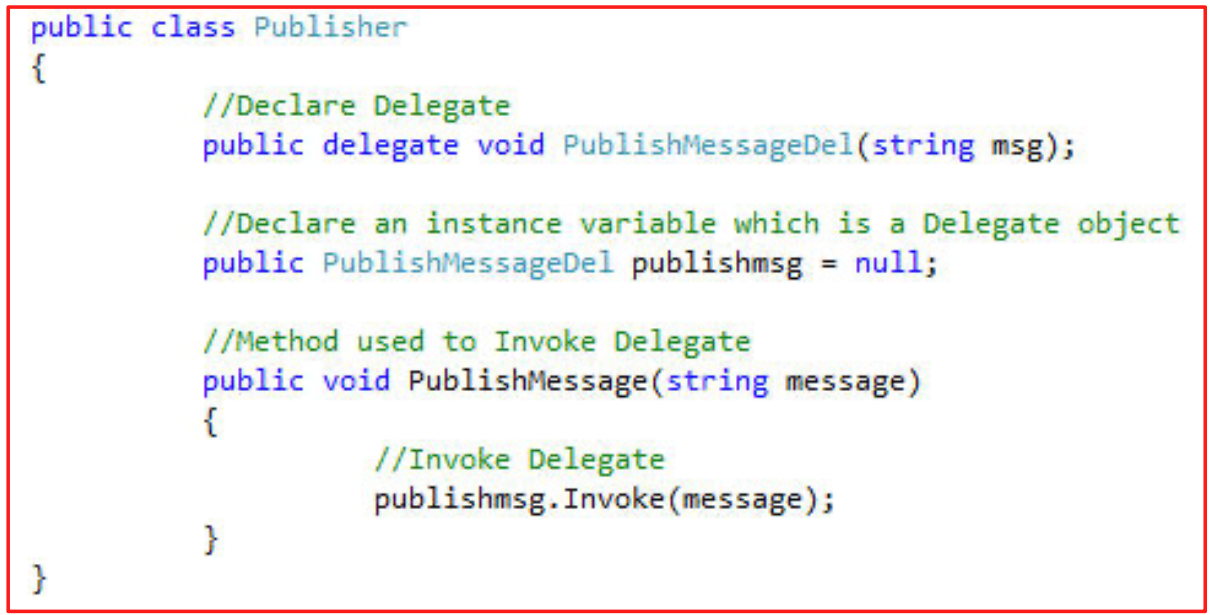 public class Publisher
{
//Declare Delegate
public delegate void PublishMessageDel(string msg);
//Declare an instance variable which is a Delegate object
public PublishMessageDel publishmsg = null;
//Method used to Invoke Delegate
public void PublishMessage(string message)
{
//Invoke Delegate
publishmsg.Invoke(message);
}
}